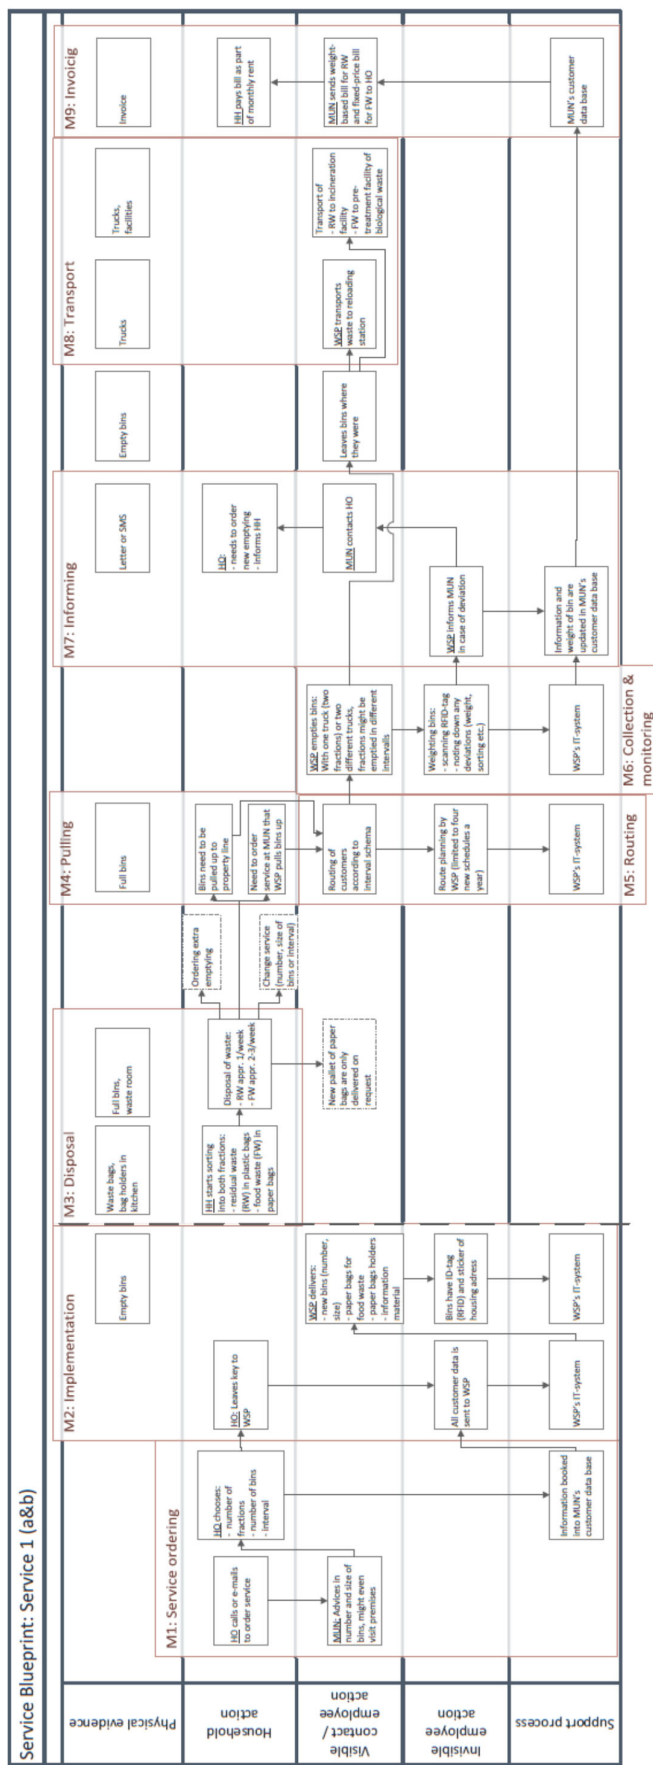 Service Blueprint: Service 1 (a&b)
Physical evidence
Household
action
Visible
contact /
employee
action
Invisible
employee
action
Support process
M1: Service ordering
HO calls or e-mails
to order service
MUN: Advices in
number and size of
bins, might even
visit premises
HO chooses:
- number of
fractions
- number of bins
- interval
Information booked
into MUN's
customer data base
M2: Implementation
Empty bins
HO: Leaves key to
WSP
All customer data is
sent to WSP
WSP's IT-system
WSP delivers:
- new bins (number,
size)
- paper bags for
food waste
- paper bags holders
- information
material
Bins have ID-tag
(RFID) and sticker of
housing adress
WSP's IT-system
M3: Disposal
Waste bags,
bag holders in
kitchen
Full bins,
waste room
HH starts sorting
into both fractions:
- residual waste
(RW) in plastic bags
- food waste (FW) in
paper bags
Disposal of waste:
- RW appr. 1/week
- FW appr. 2-3/week
New pallet of paper
bags are only
delivered on
request
Ordering extra
emptying
Change service
(number, size of
bins or interval)
M4: Pulling
Full bins
Bins need to be
pulled up to
property line
Need to order
service at MUN that
WSP pulls bins up
Routing of
customers
according to
interval schema
Route planning by
WSP (limited to four
new schedules a
year)
WSP's IT-system
M5: Routing
WSP empties bins:
With one truck (two
fractions) or two
different trucks,
fractions might be
emptied in different
intervalls
Weighting bins:
- scanning RFID-tag
- noting down any
deviations (weight,
sorting etc.)
WSP's IT-system
M6: Collection &
monitoring
M7: Informing
Letter or SMS
HO:
- needs to order
new emptying
- informs HH
MUN contacts HO
WSP informs MUN
in case of deviation
Information and
weight of bin are
updated in MUN's
customer data base
Empty bins
Leaves bins where
they were
M8: Transport
Trucks
Trucks,
facilities
WSP transports
waste to reloading
station
Transport of
- RW to incineration
facility
- FW to pre-
treatment facility of
biological waste
M9: Invoicig
Invoice
HH pays bill as part
of monthly rent
MUN sends weight-
based bill for RW
and fixed-price bill
for FW to HO
MUN's customer
data base